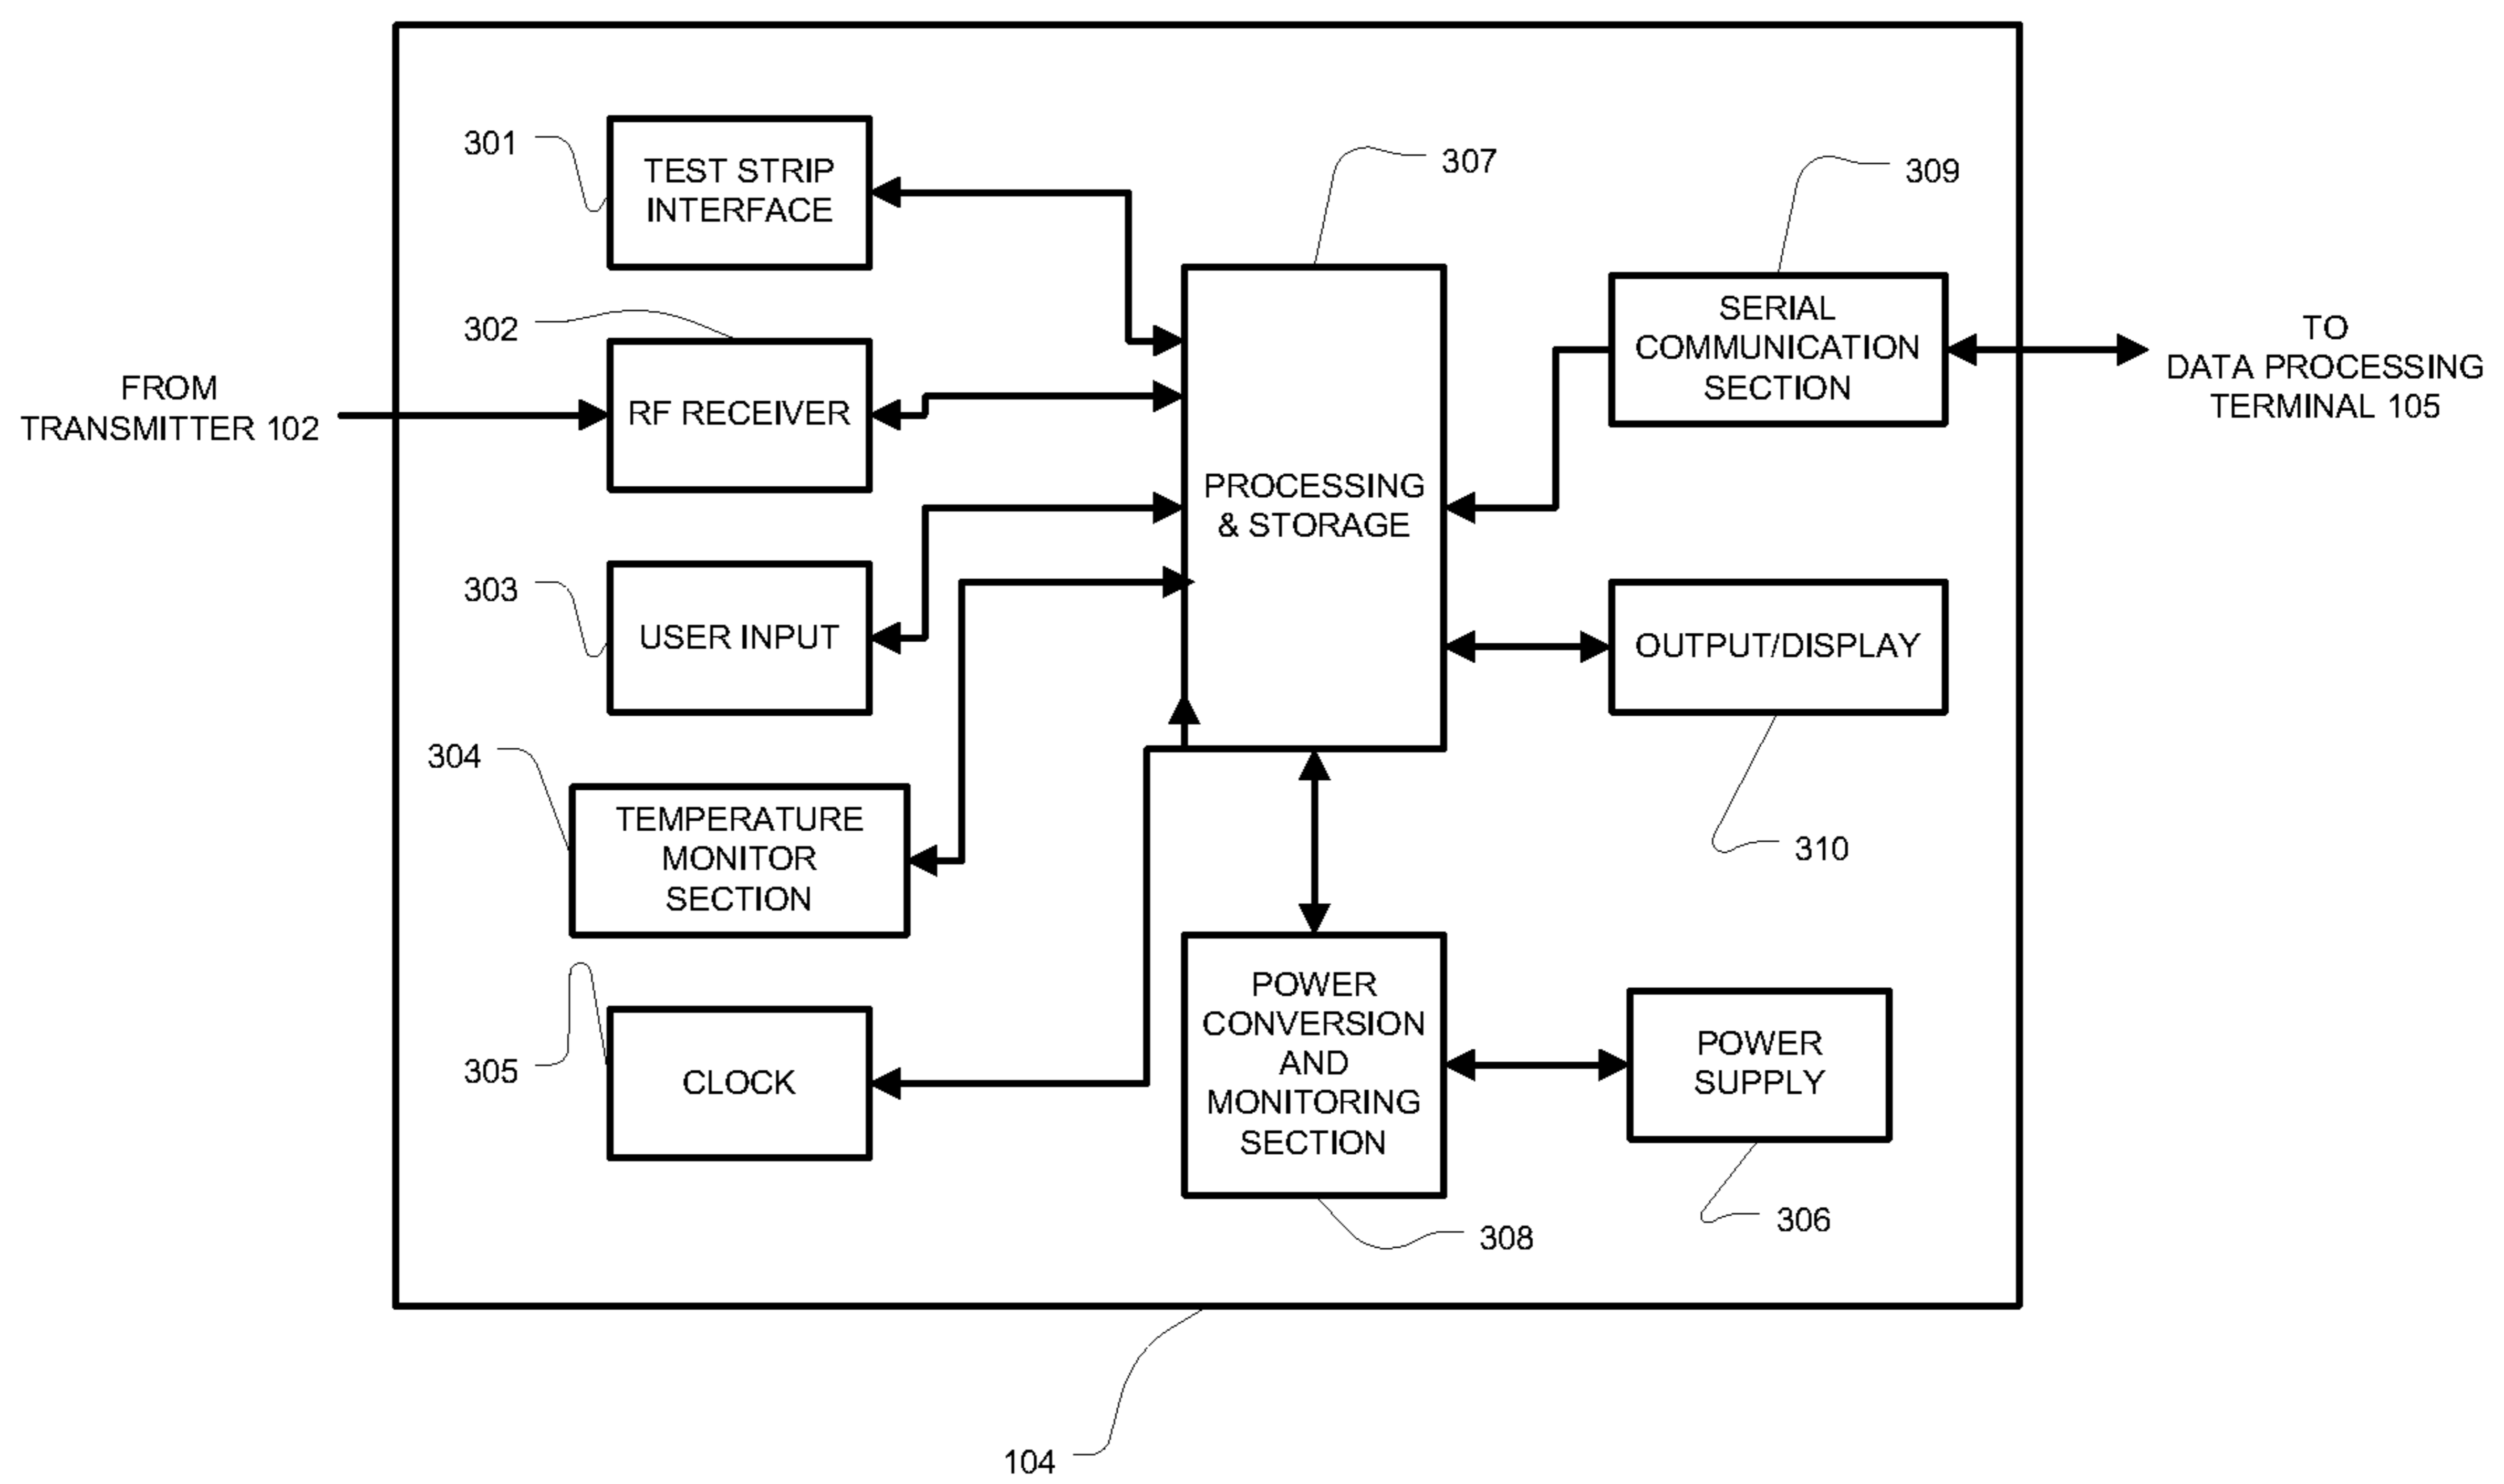 301
TEST STRIP
INTERFACE
307
309
302
SERIAL
COMMUNICATION
SECTION
TO
DATA PROCESSING
TERMINAL 105
FROM
TRANSMITTER 102
RF RECEIVER
PROCESSING
& STORAGE
303
USER INPUT
OUTPUT/DISPLAY
304
TEMPERATURE
MONITOR
SECTION
310
305
CLOCK
POWER
CONVERSION
AND
MONITORING
SECTION
POWER
SUPPLY
308
306
104